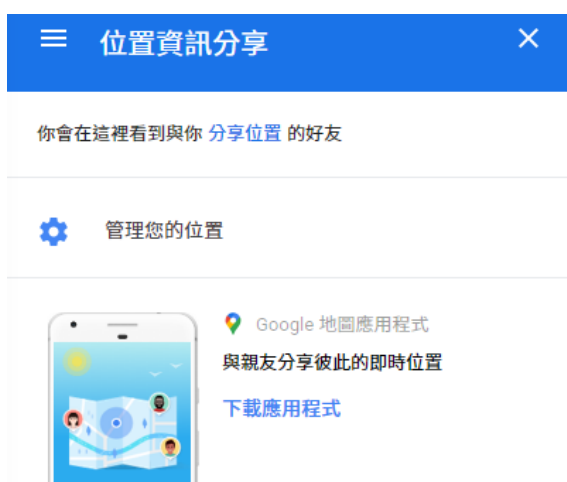 位置資訊分享
你會在這裡看到與你 分享位置 的好友
管理您的位置
Google 地圖應用程式
與親友分享彼此的即時位置
下載應用程式